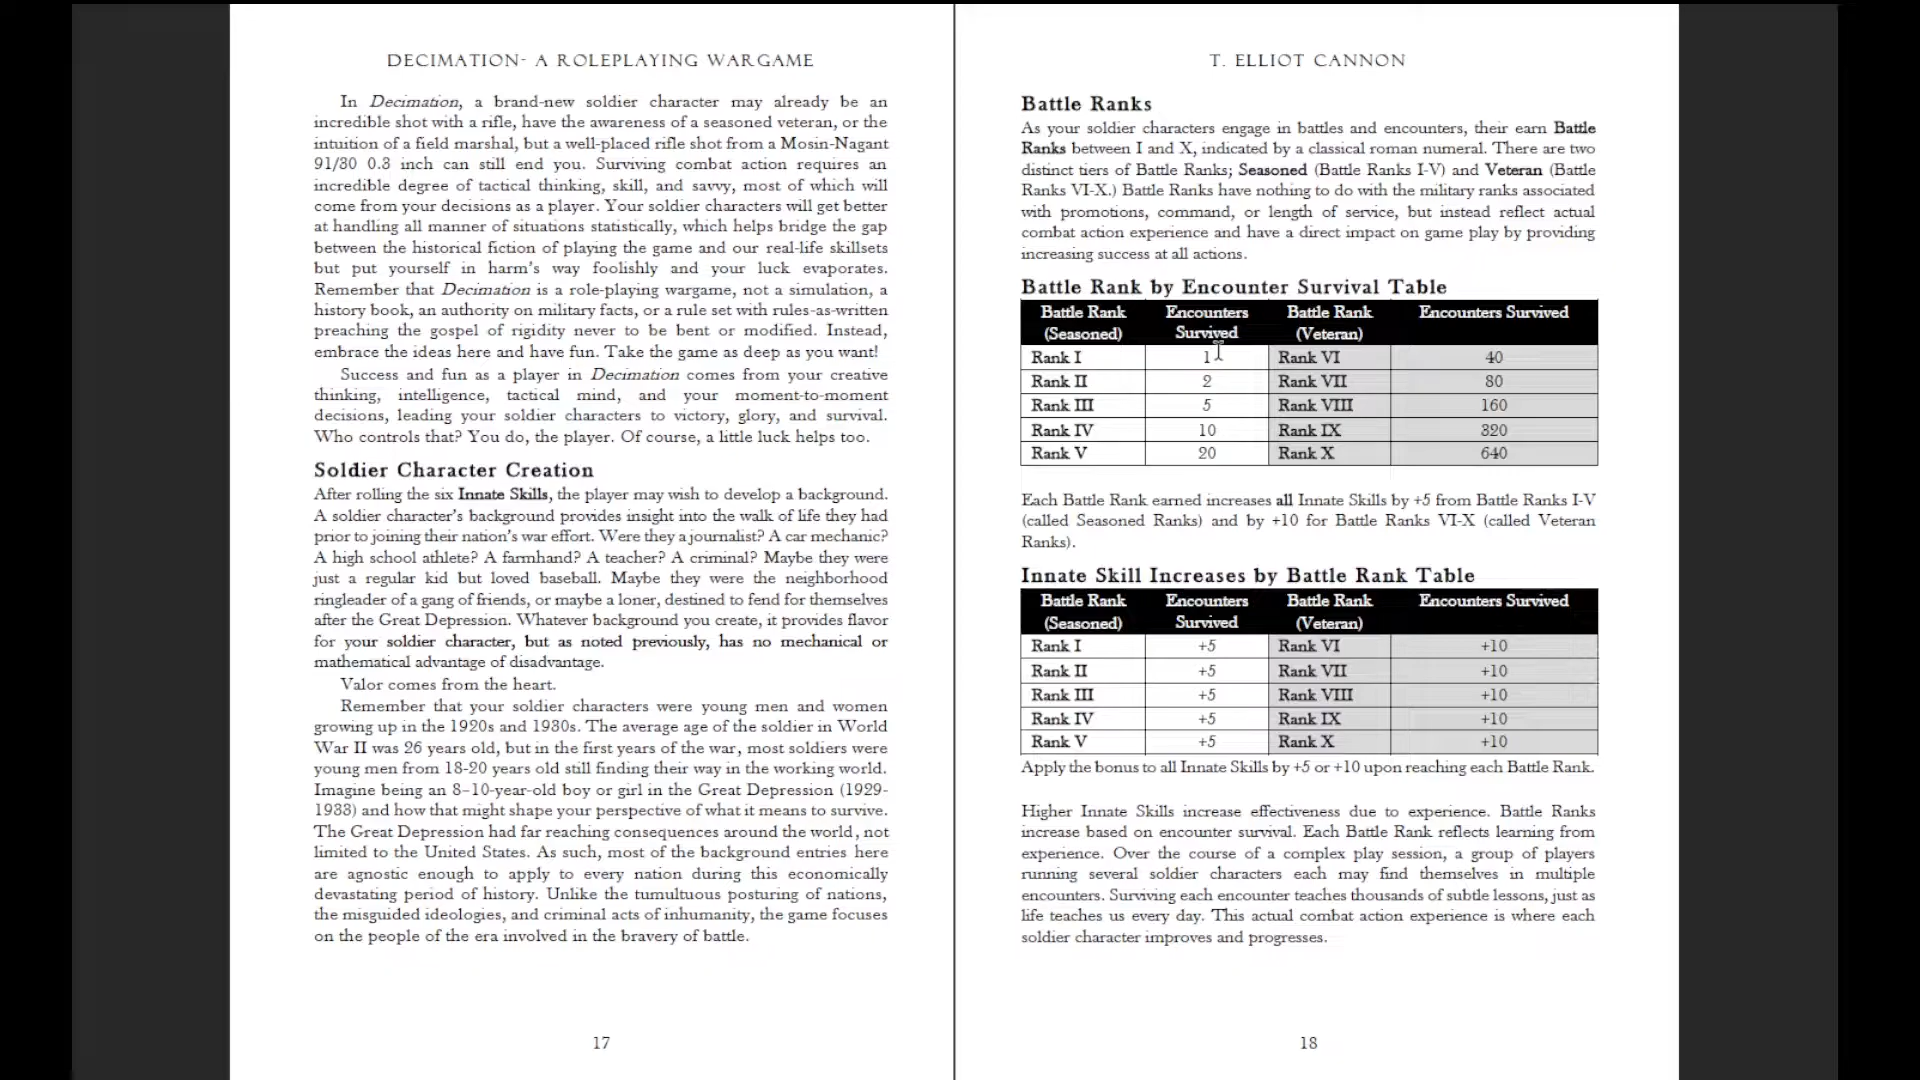 DECIMATION- A ROLEPLAYING WARGAME
In Decimation, a brand-new soldier character may already be an
incredible shot with a rifle, have the awareness of a seasoned veteran, or the
intuition of a field marshal, but a well-placed rifle shot from a Mosin-Nagant
91/30 0.3 inch can still end you. Surviving combat action requires an
incredible degree of tactical thinking, skill, and savvy, most of which will
come from your decisions as a player. Your soldier characters will get better
at handling all manner of situations statistically, which helps bridge the gap
between the historical fiction of playing the game and our real-life skillsets
but put yourself in harm's way foolishly and your luck evaporates.
Remember that Decimation is a role-playing wargame, not a simulation, a
history book, an authority on military facts, or a rule set with rules-as-written
preaching the gospel of rigidity never to be bent or modified. Instead,
embrace the ideas here and have fun. Take the game as deep as you want!
Success and fun as a player in Decimation comes from your creative
thinking, intelligence, tactical mind, and your moment-to-moment
decisions, leading your soldier characters to victory, glory, and survival.
Who controls that? You do, the player. Of course, a little luck helps too.
Soldier Character Creation
After rolling the six Innate Skills, the player may wish to develop a background.
A soldier character's background provides insight into the walk of life they had
prior to joining their nation's war effort. Were they a journalist? A car mechanic?
A high school athlete? A farmhand? A teacher? A criminal? Maybe they were
just a regular kid but loved baseball. Maybe they were the neighborhood
ringleader of a gang of friends, or maybe a loner, destined to fend for themselves
after the Great Depression. Whatever background you create, it provides flavor
for your soldier character, but as noted previously, has no mechanical or
mathematical advantage of disadvantage.
Valor comes from the heart.
Remember that your soldier characters were young men and women
growing up in the 1920s and 1930s. The average age of the soldier in World
War II was 26 years old, but in the first years of the war, most soldiers were
young men from 18-20 years old still finding their way in the working world.
Imagine being an 8–10-year-old boy or girl in the Great Depression (1929-
1933) and how that might shape your perspective of what it means to survive.
The Great Depression had far reaching consequences around the world, not
limited to the United States. As such, most of the background entries here
are agnostic enough to apply to every nation during this economically
devastating period of history. Unlike the tumultuous posturing of nations,
the misguided ideologies, and criminal acts of inhumanity, the game focuses
on the people of the era involved in the bravery of battle.
17
T. ELLIOT CANNON
Battle Ranks
As your soldier characters engage in battles and encounters, their earn Battle
Ranks between I and X, indicated by a classical roman numeral. There are two
distinct tiers of Battle Ranks; Seasoned (Battle Ranks I-V) and Veteran (Battle
Ranks VI-X.) Battle Ranks have nothing to do with the military ranks associated
with promotions, command, or length of service, but instead reflect actual
combat action experience and have a direct impact on game play by providing
increasing success at all actions.
Battle Rank by Encounter Survival Table
Battle Rank (Seasoned) Encounters Survived Battle Rank (Veteran) Encounters Survived
Rank I 1 Rank VI 40
Rank II 2 Rank VII 80
Rank III 5 Rank VIII 160
Rank IV 10 Rank IX 320
Rank V 20 Rank X 640
Each Battle Rank earned increases all Innate Skills by +5 from Battle Ranks I-V
(called Seasoned Ranks) and by +10 for Battle Ranks VI-X (called Veteran
Ranks).
Innate Skill Increases by Battle Rank Table
Battle Rank (Seasoned) Encounters Survived Battle Rank (Veteran) Encounters Survived
Rank I +5 Rank VI +10
Rank II +5 Rank VII +10
Rank III +5 Rank VIII +10
Rank IV +5 Rank IX +10
Rank V +5 Rank X +10
Apply the bonus to all Innate Skills by +5 or +10 upon reaching each Battle Rank.
Higher Innate Skills increase effectiveness due to experience. Battle Ranks
increase based on encounter survival. Each Battle Rank reflects learning from
experience. Over the course of a complex play session, a group of players
running several soldier characters each may find themselves in multiple
encounters. Surviving each encounter teaches thousands of subtle lessons, just as
life teaches us every day. This actual combat action experience is where each
soldier character improves and progresses.
18